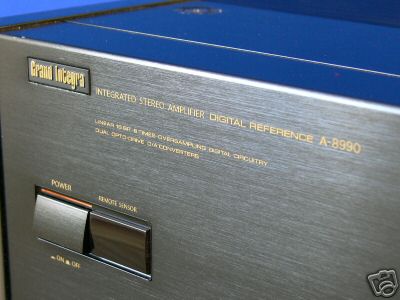 Grand Integra
INTEGRATED STEREO AMPLIFIER DIGITAL REFERENCE A-8990
LINEAR 18 BIT 8 TIMES-OVERSAMPLING DIGITAL CIRCUITRY
DUAL OPTO-DRIVE D/A CONVERTERS
POWER
REMOTE SENSOR
ON OFF